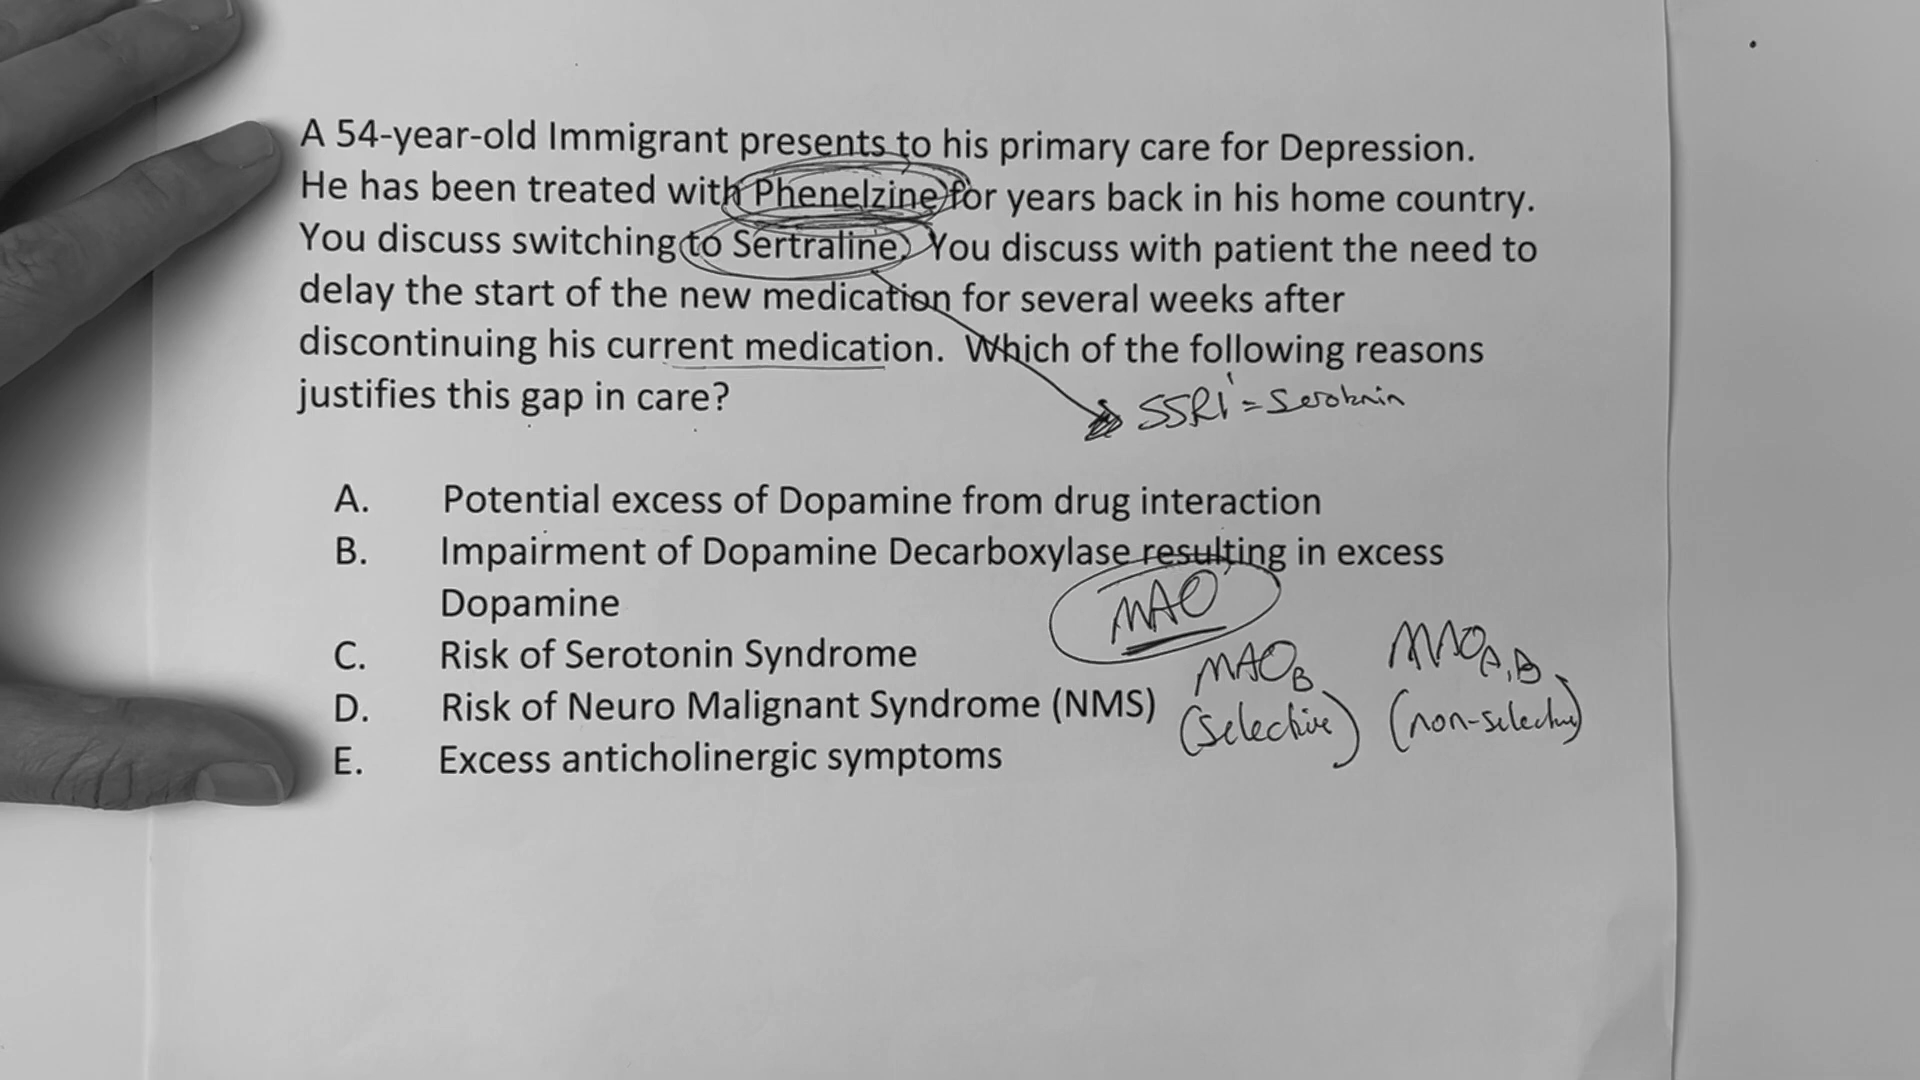 A 54-year-old Immigrant presents to his primary care for Depression.
He has been treated with Phenelzine for years back in his home country.
You discuss switching to Sertraline. You discuss with patient the need to
delay the start of the new medication for several weeks after
discontinuing his current medication. Which of the following reasons
justifies this gap in care?
SSRI = Serotonin
A. Potential excess of Dopamine from drug interaction
B. Impairment of Dopamine Decarboxylase resulting in excess
Dopamine
MAO
C. Risk of Serotonin Syndrome
MAO B MAO A,B
D. Risk of Neuro Malignant Syndrome (NMS)
(selective) (non-selective)
E. Excess anticholinergic symptoms